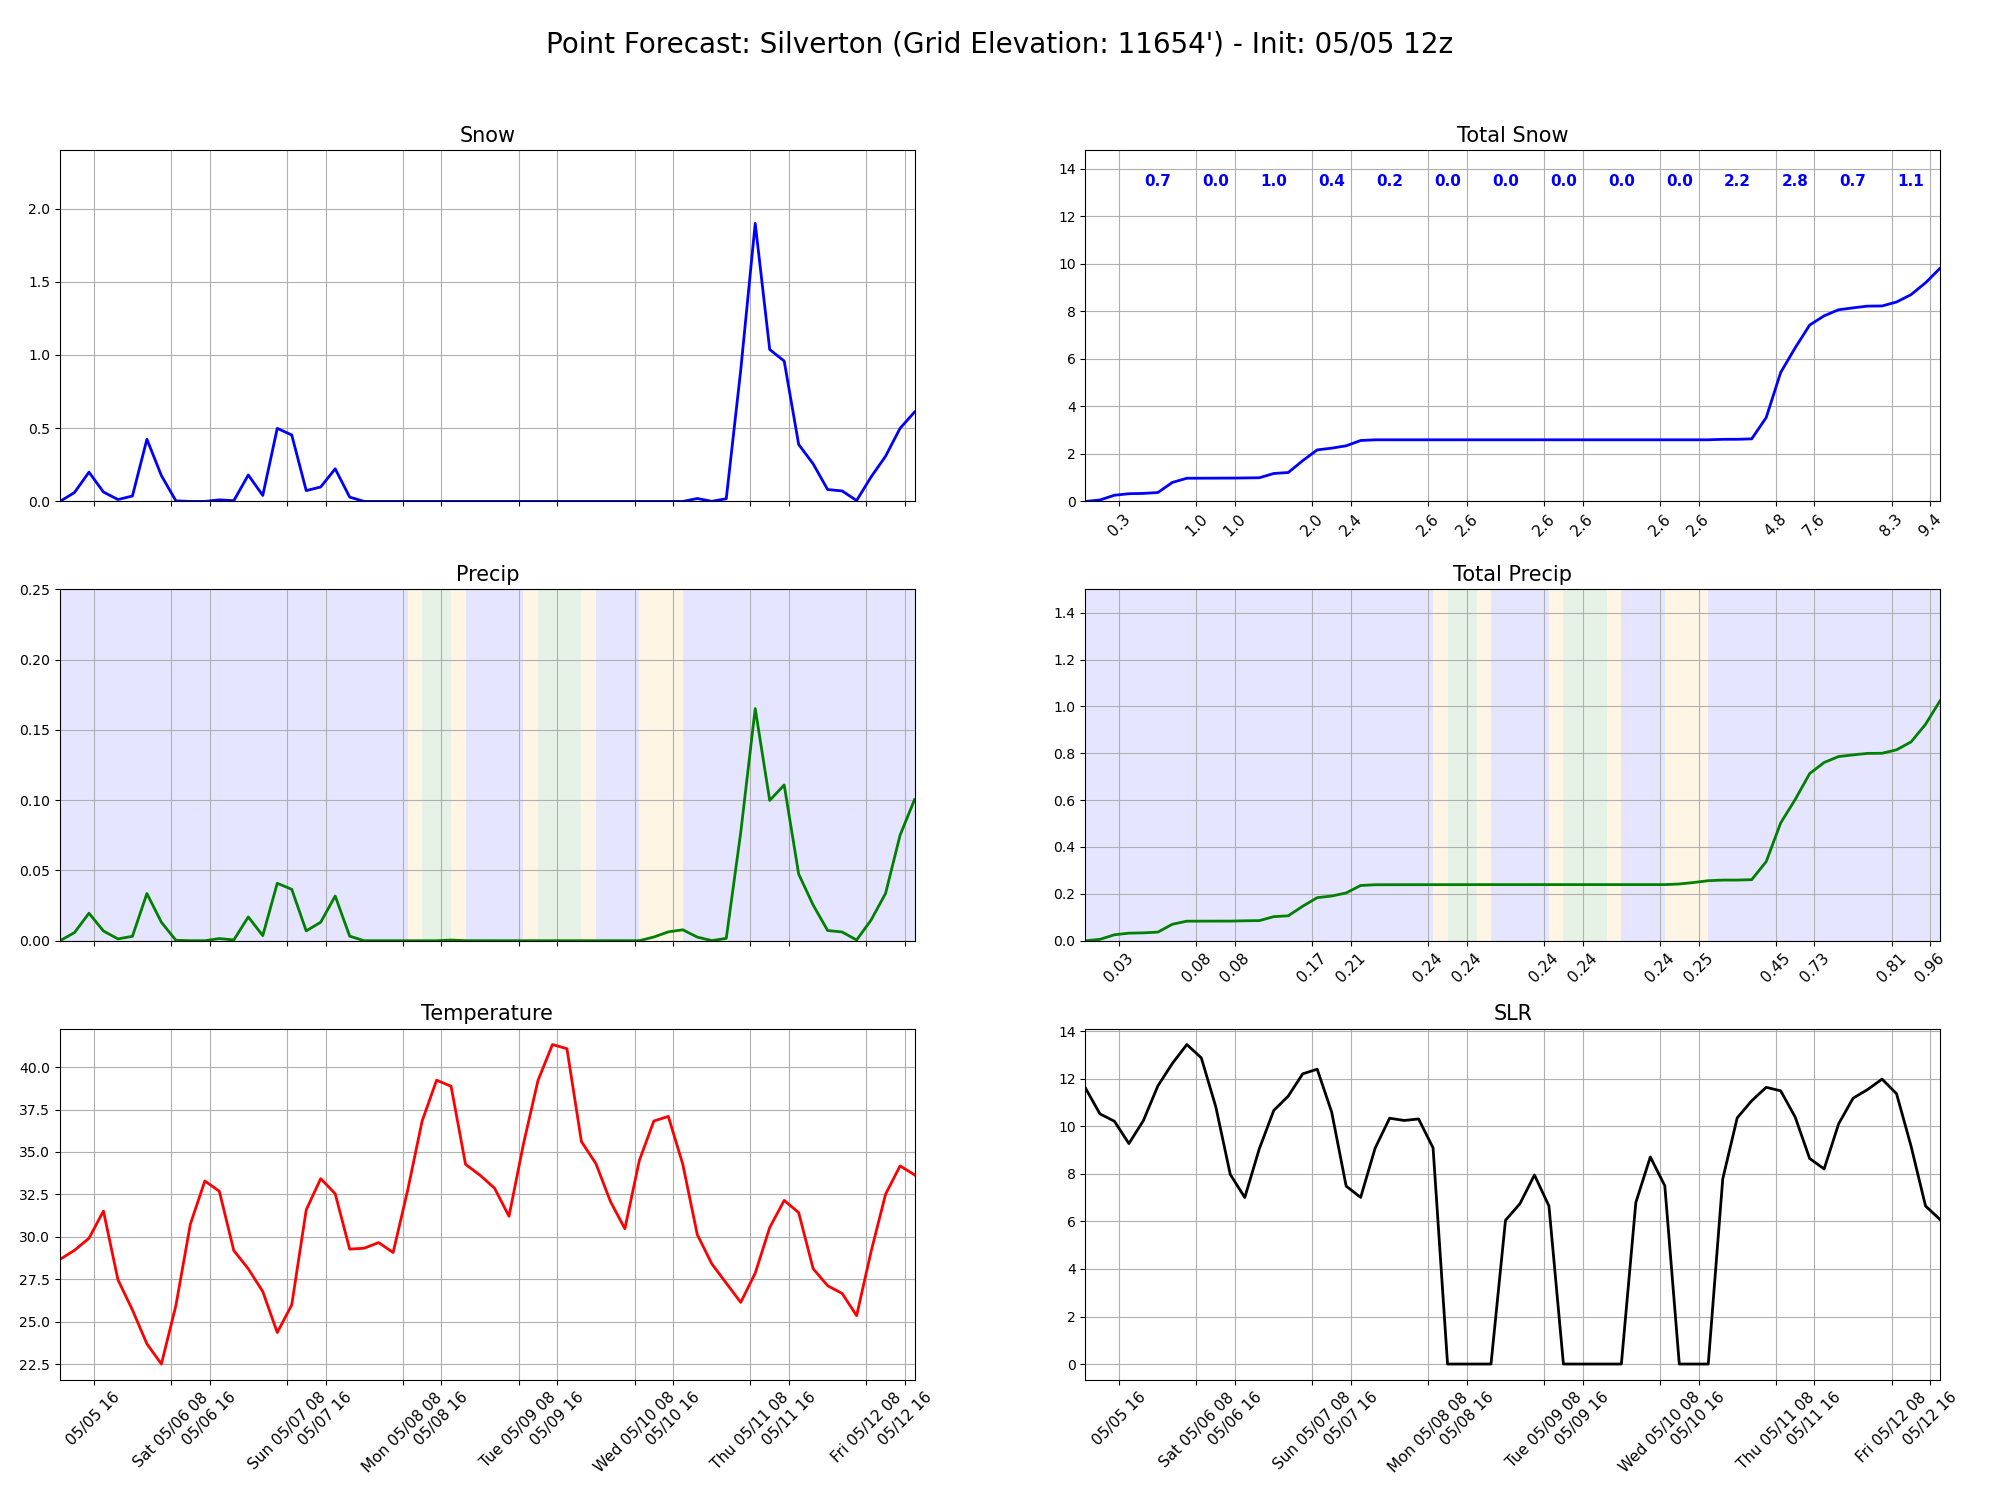 Point Forecast: Silverton (Grid Elevation: 11654') - Init: 05/05 12z
Snow
2.0
1.5
1.0
0.5
0.0
Total Snow
14
12
10
8
6
4
2
0
0.7 0.0 1.0 0.4 0.2 0.0 0.0 0.0 0.0 0.0 2.2 2.8 0.7 1.1
0.3 1.0 1.0 2.0 2.4 2.6 2.6 2.6 2.6 2.6 2.6 4.8 7.6 8.3 9.4
Precip
0.25
0.20
0.15
0.10
0.05
0.00
Total Precip
1.4
1.2
1.0
0.8
0.6
0.4
0.2
0.0
0.03 0.08 0.08 0.17 0.21 0.24 0.24 0.24 0.24 0.24 0.25 0.45 0.73 0.81 0.96
Temperature
40.0
37.5
35.0
32.5
30.0
27.5
25.0
22.5
05/05 16
Sat 05/06 08
05/06 16
Sun 05/07 08
05/07 16
Mon 05/08 08
05/08 16
Tue 05/09 08
05/09 16
Wed 05/10 08
05/10 16
Thu 05/11 08
05/11 16
Fri 05/12 08
05/12 16
SLR
14
12
10
8
6
4
2
0
05/05 16
Sat 05/06 08
05/06 16
Sun 05/07 08
05/07 16
Mon 05/08 08
05/08 16
Tue 05/09 08
05/09 16
Wed 05/10 08
05/10 16
Thu 05/11 08
05/11 16
Fri 05/12 08
05/12 16